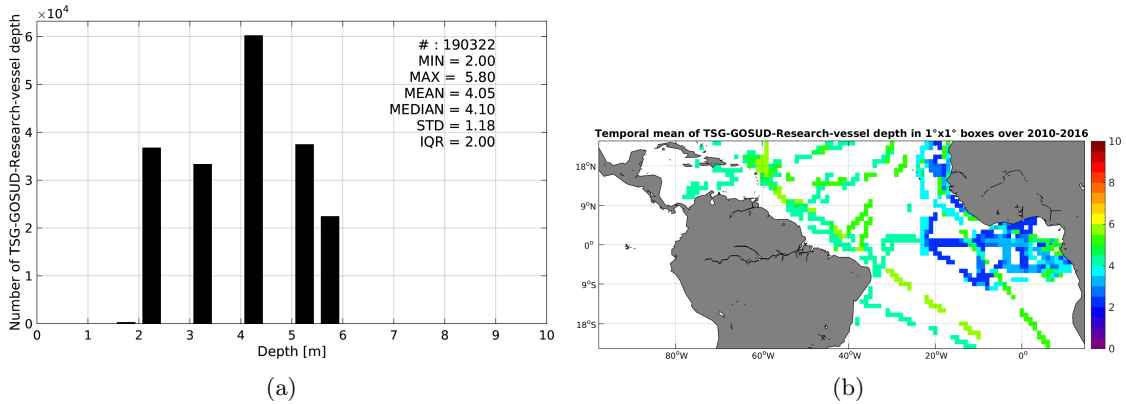 ×10⁴
Number of TSG-GOSUD-Research-vessel depth
6
5
4
3
2
1
0
0 1 2 3 4 5 6 7 8 9 10
Depth [m]
# : 190322
MIN = 2.00
MAX = 5.80
MEAN = 4.05
MEDIAN = 4.10
STD = 1.18
IQR = 2.00
(a)
Temporal mean of TSG-GOSUD-Research-vessel depth in 1°x1° boxes over 2010-2016
18°N
9°N
0°
9°S
18°S
80°W 60°W 40°W 20°W 0°
10
8
6
4
2
0
(b)